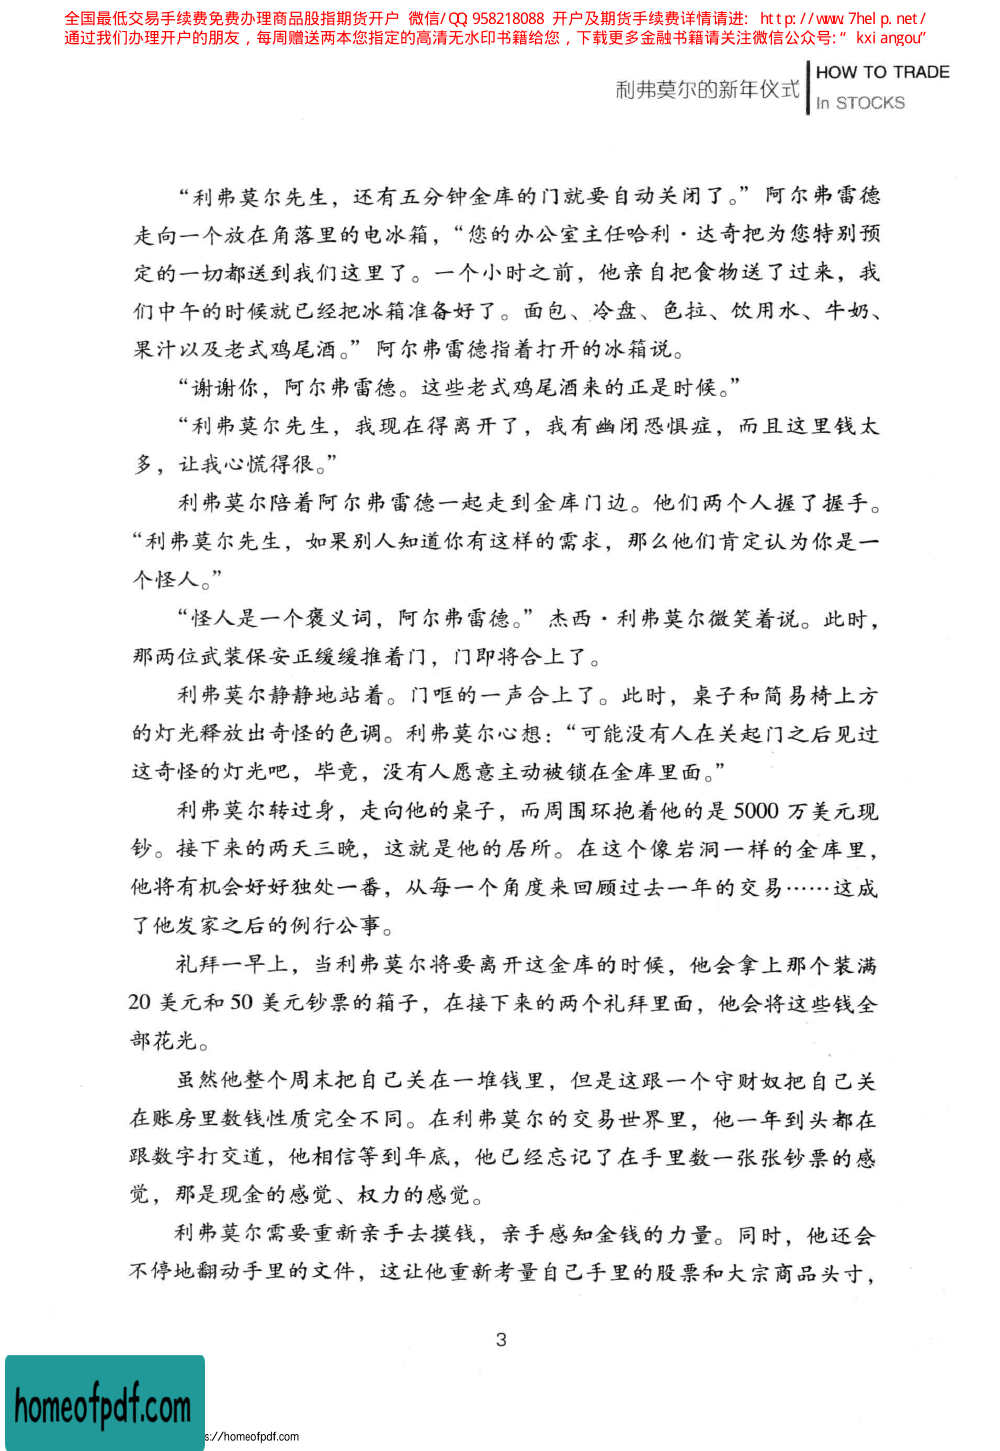 全国最低交易手续费免费办理商品股指期货开户 微信/QQ 958218088 开户及期货手续费详情请进: http://www.7help.net/
通过我们办理开户的朋友，每周赠送两本您指定的高清无水印书籍给您，下载更多金融书籍请关注微信公众号:“kxiangou”
利弗莫尔的新年仪式
HOW TO TRADE
In STOCKS
“利弗莫尔先生，还有五分钟金库的门就要自动关闭了。” 阿尔弗雷德
走向一个放在角落里的电冰箱，“您的办公室主任哈利·达奇把为您特别预
定的一切都送到我们这里了。一个小时之前，他亲自把食物送了过来，我
们中午的时候就已经把冰箱准备好了。面包、冷盘、色拉、饮用水、牛奶、
果汁以及老式鸡尾酒。” 阿尔弗雷德指着打开的冰箱说。
“谢谢你，阿尔弗雷德。这些老式鸡尾酒来的正是时候。”
“利弗莫尔先生，我现在得离开了，我有幽闭恐惧症，而且这里钱太
多，让我心慌得很。”
利弗莫尔陪着阿尔弗雷德一起走到金库门边。他们两个人握了握手。
“利弗莫尔先生，如果别人知道你有这样的需求，那么他们肯定认为你是一
个怪人。”
“怪人是一个褒义词，阿尔弗雷德。” 杰西·利弗莫尔微笑着说。此时，
那两位武装保安正缓缓推着门，门即将合上了。
利弗莫尔静静地站着。门哐的一声合上了。此时，桌子和简易椅上方
的灯光释放出奇怪的色调。利弗莫尔心想：“可能没有人在关起门之后见过
这奇怪的灯光吧，毕竟，没有人愿意主动被锁在金库里面。”
利弗莫尔转过身，走向他的桌子，而周围环抱着他的是 5000 万美元现
钞。接下来的两天三晚，这就是他的居所。在这个像岩洞一样的金库里，
他将有机会好好独处一番，从每一个角度来回顾过去一年的交易……这成
了他发家之后的例行公事。
礼拜一早上，当利弗莫尔将要离开这金库的时候，他会拿上那个装满
20 美元和 50 美元钞票的箱子，在接下来的两个礼拜里面，他会将这些钱全
部花光。
虽然他整个周末把自己关在一堆钱里，但是这跟一个守财奴把自己关
在账房里数钱性质完全不同。在利弗莫尔的交易世界里，他一年到头都在
跟数字打交道，他相信等到年底，他已经忘记了在手里数一张张钞票的感
觉，那是现金的感觉、权力的感觉。
利弗莫尔需要重新亲手去摸钱，亲手感知金钱的力量。同时，他还会
不停地翻动手里的文件，这让他重新考量自己手里的股票和大宗商品头寸，
3
homeofpdf.com
s://homeofpdf.com